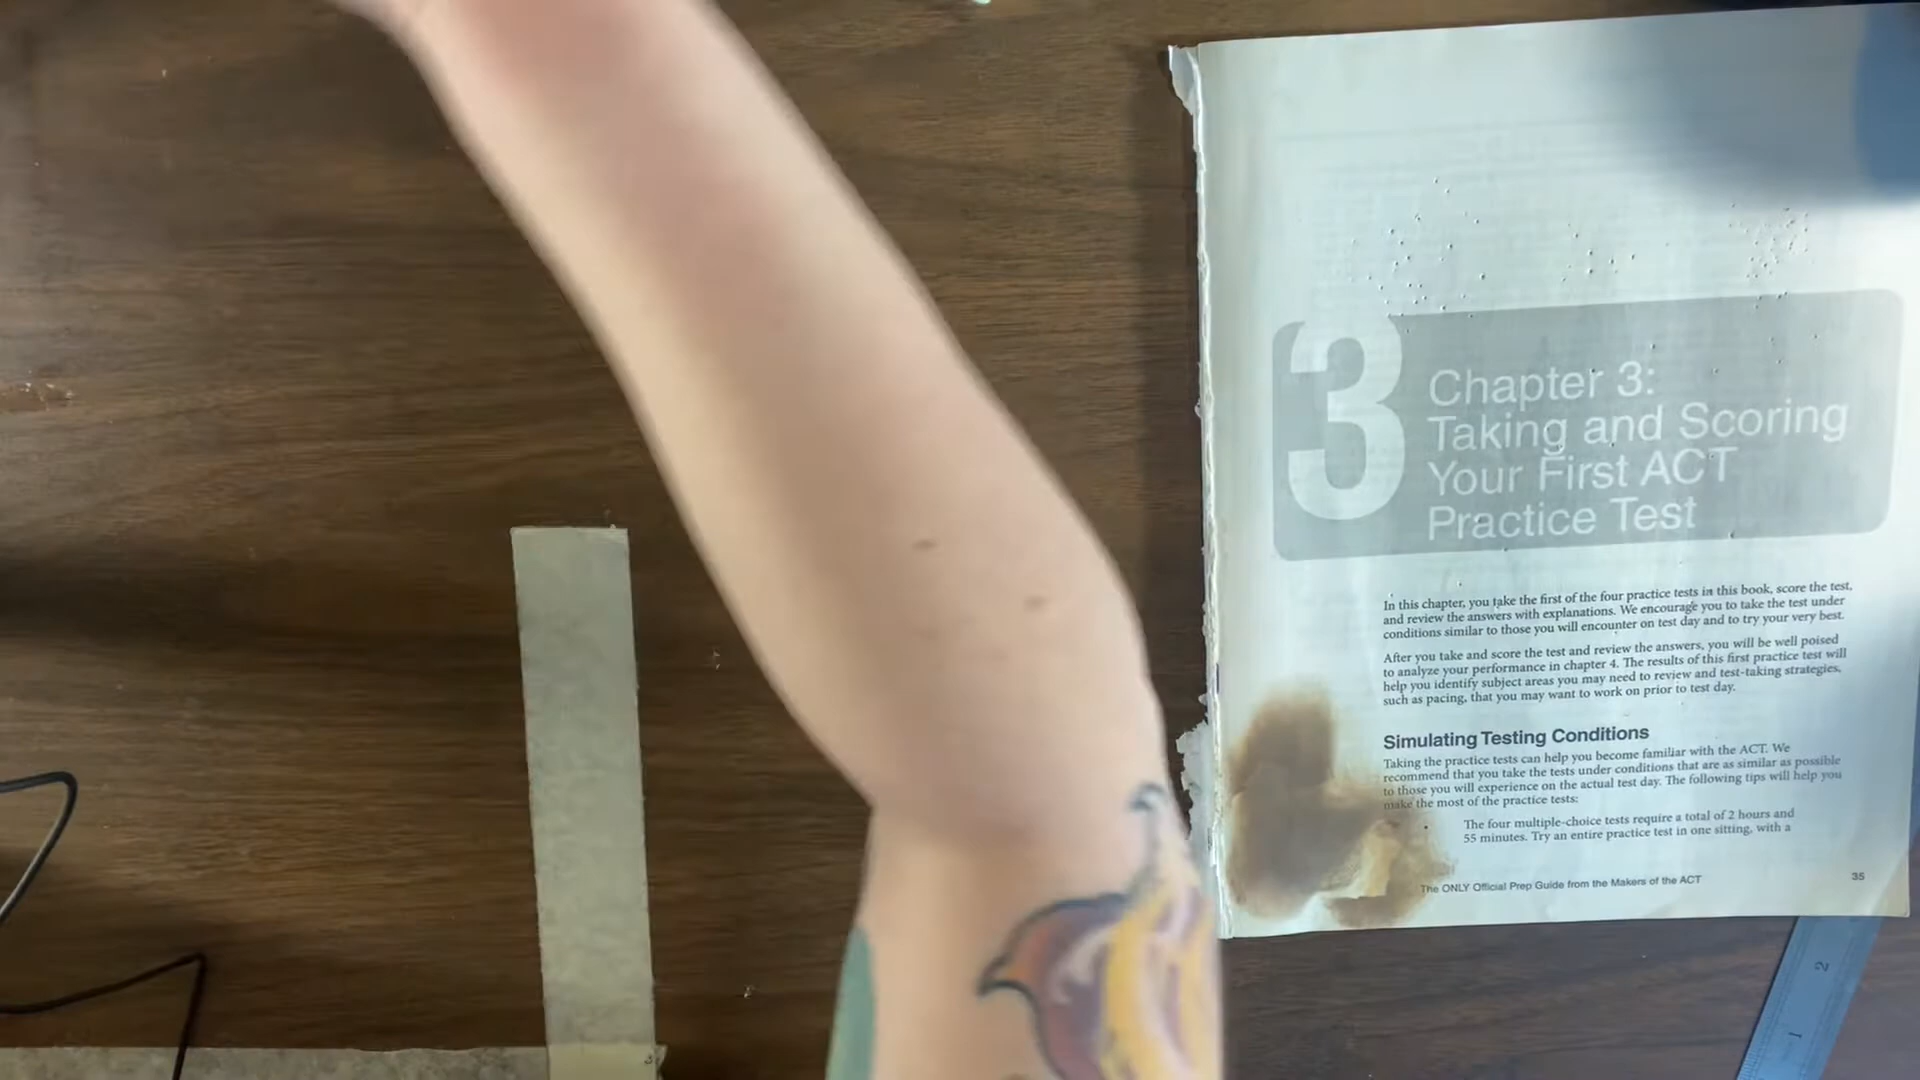 3
Chapter 3:
Taking and Scoring
Your First ACT
Practice Test
In this chapter, you take the first of the four practice tests in this book, score the test,
and review the answers with explanations. We encourage you to take the test under
conditions similar to those you will encounter on test day and to try your very best.
After you take and score the test and review the answers, you will be well poised
to analyze your performance in chapter 4. The results of this first practice test will
help you identify subject areas you may need to review and test-taking strategies,
such as pacing, that you may want to work on prior to test day.
Simulating Testing Conditions
Taking the practice tests can help you become familiar with the ACT. We
recommend that you take the tests under conditions that are as similar as possible
to those you will experience on the actual test day. The following tips will help you
make the most of the practice tests:
The four multiple-choice tests require a total of 2 hours and
55 minutes. Try an entire practice test in one sitting, with a
The ONLY Official Prep Guide from the Makers of the ACT
35
2
1